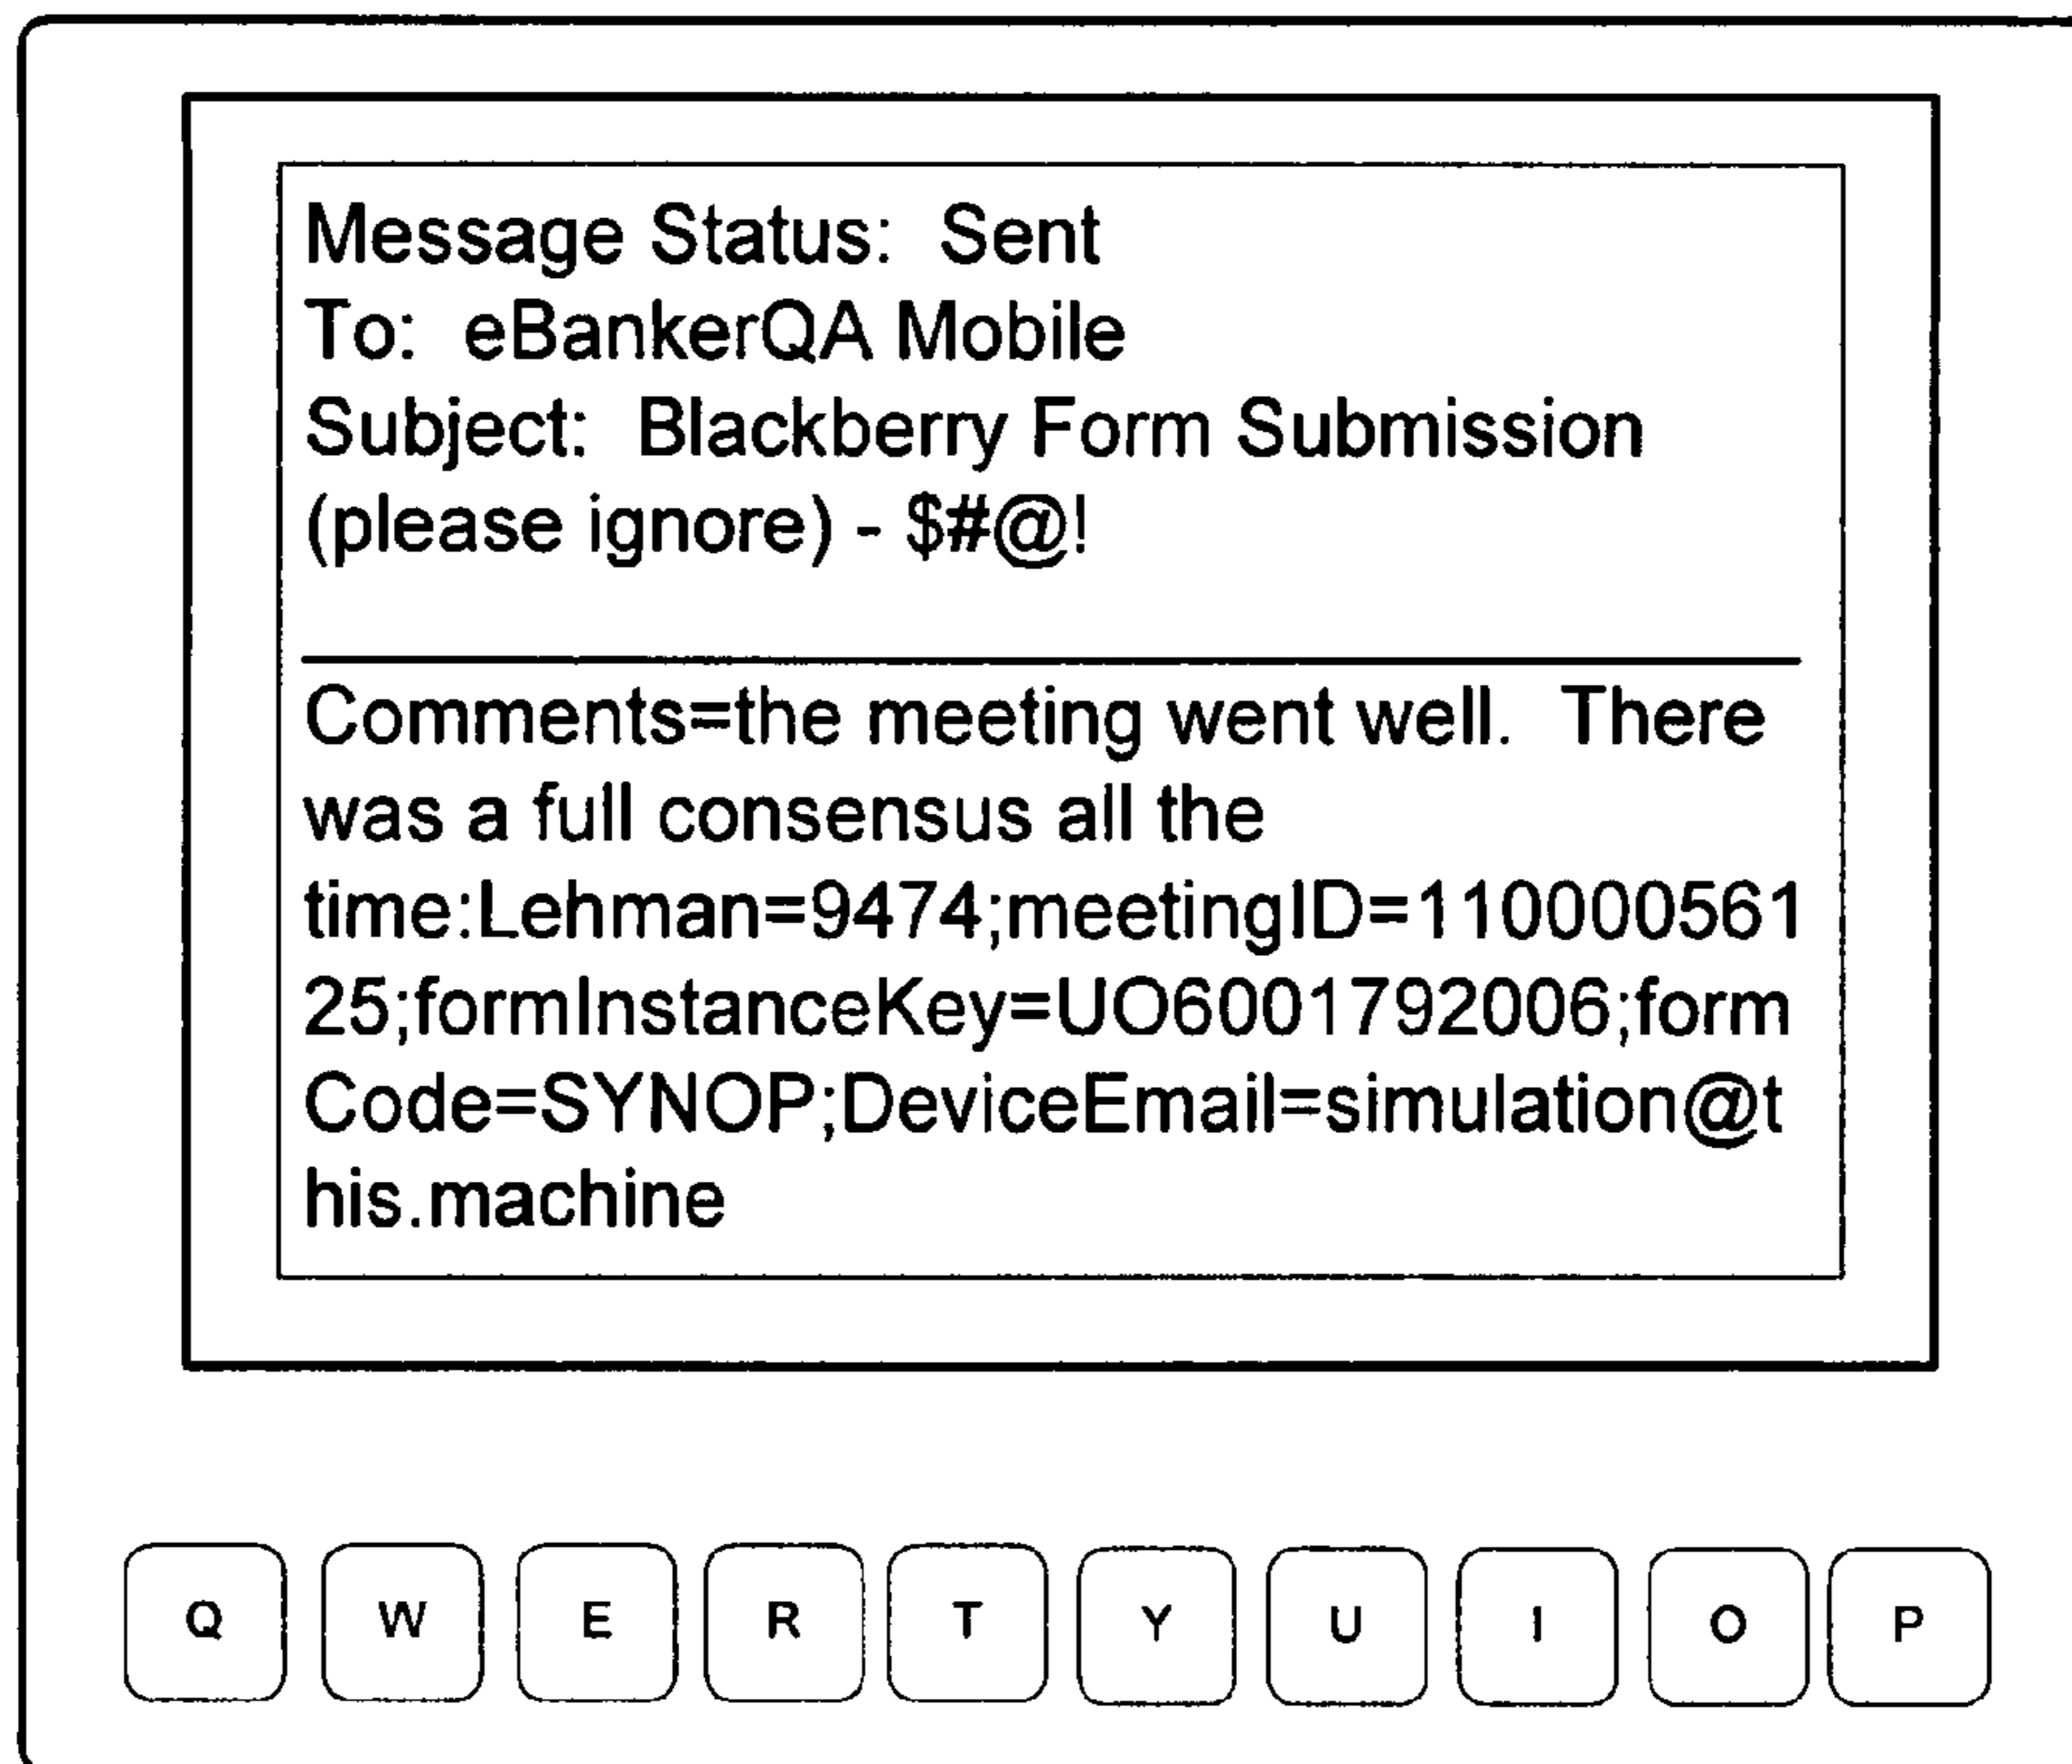 Message Status:  Sent
To:  eBankerQA Mobile
Subject:  Blackberry Form Submission
(please ignore) - $#@!
Comments=the meeting went well.  There
was a full consensus all the
time:Lehman=9474;meetingID=110000561
25;formInstanceKey=UO6001792006;form
Code=SYNOP;DeviceEmail=simulation@t
his.machine
Q W E R T Y U I O P